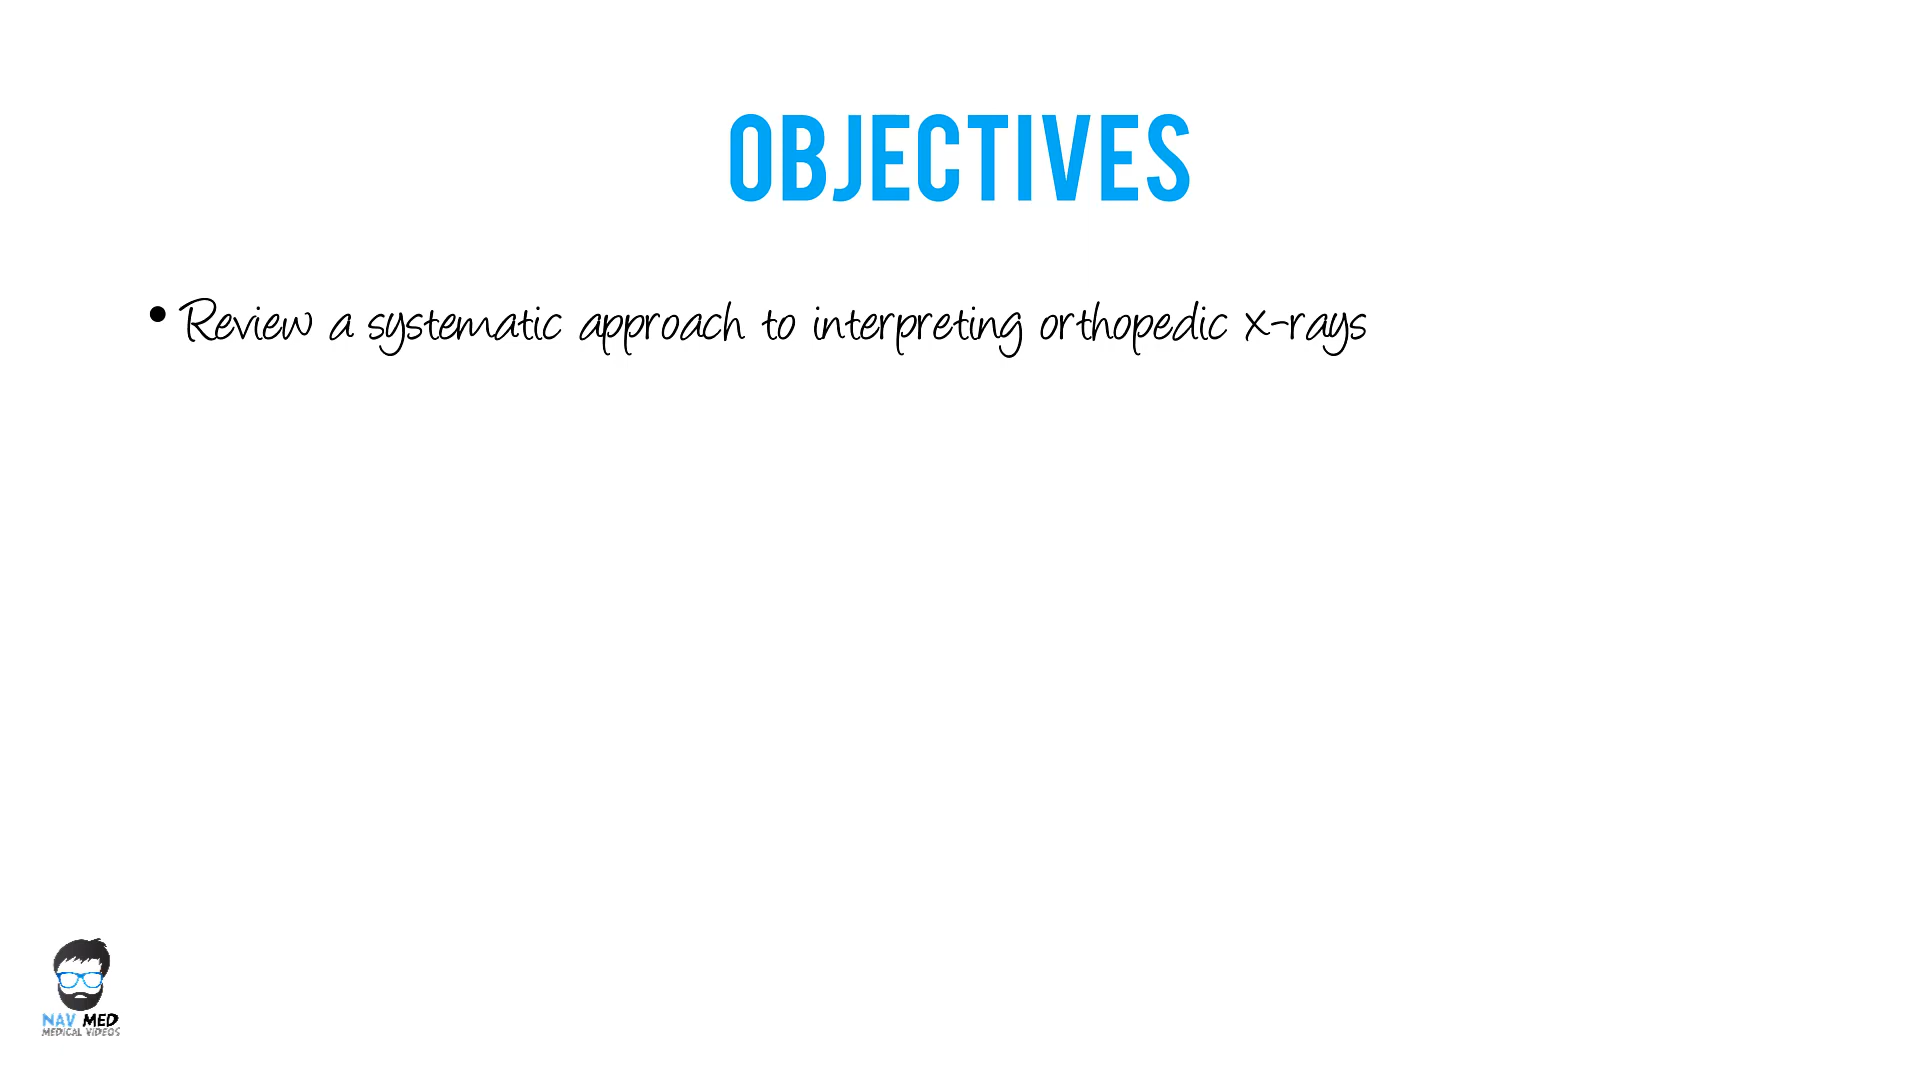 OBJECTIVES
• Review a systematic approach to interpreting orthopedic x-rays
NAV MED
MEDICAL VIDEOS